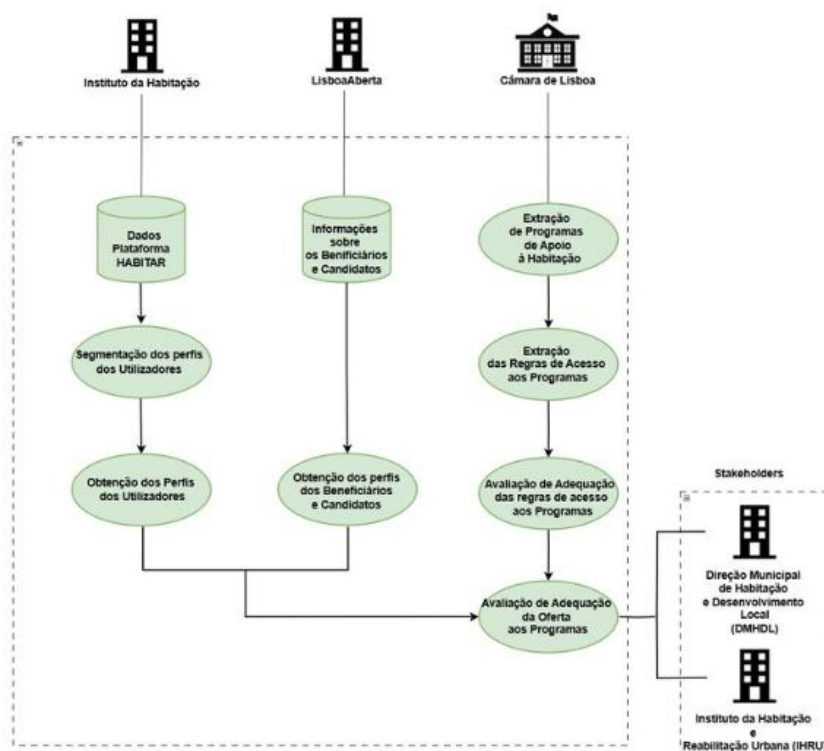 Instituto da Habitação
LisboaAberta
Câmara de Lisboa
Dados
Plataforma
HABITAR
Informações
sobre
os Benificiários
e Candidatos
Extração
de Programas
de Apoio
à Habitação
Segmentação dos perfis
dos Utilizadores
Extração
das Regras de Acesso
aos Programas
Obtenção dos Perfis
dos Utilizadores
Obtenção dos perfis
dos Beneficiários
e Candidatos
Avaliação de Adequação
das regras de acesso
aos Programas
Stakeholders
Avaliação de Adequação
da Oferta
aos Programas
Direção Municipal
de Habitação
e Desenvolvimento
Local
(DMHDL)
Instituto da Habitação
e
Reabilitação Urbana (IHRU)